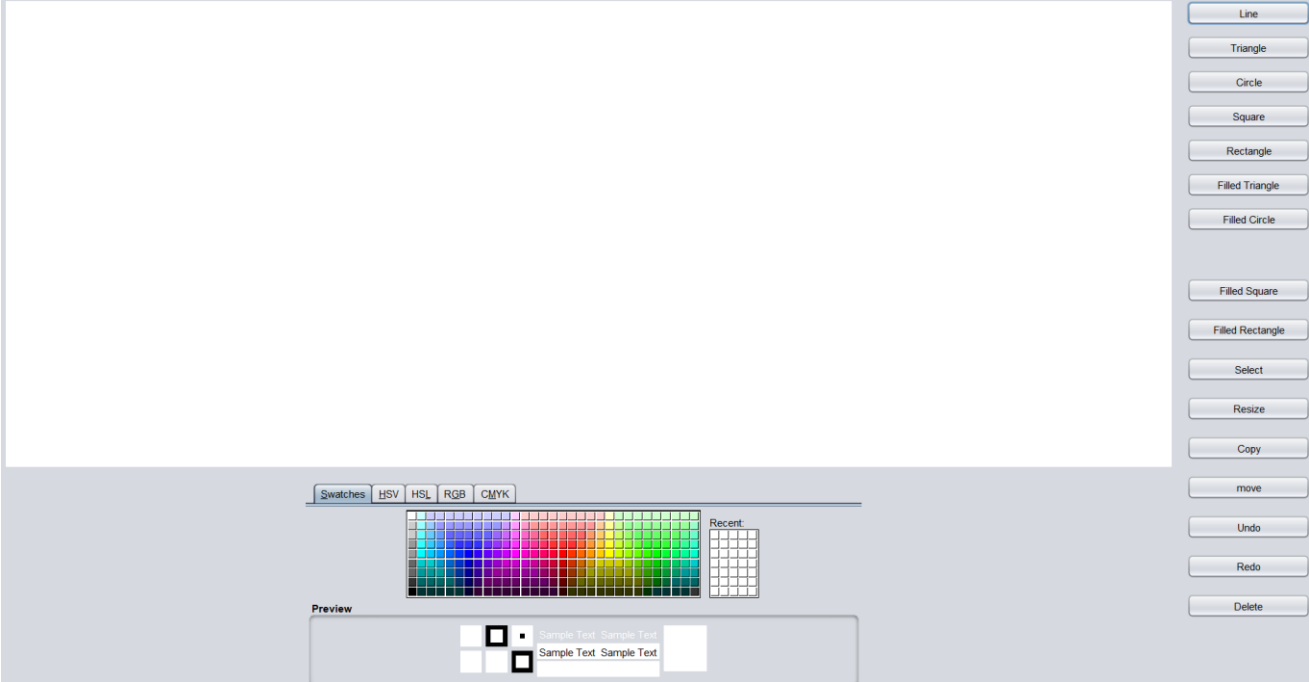 Line
Triangle
Circle
Square
Rectangle
Filled Triangle
Filled Circle
Filled Square
Filled Rectangle
Select
Resize
Copy
move
Undo
Redo
Delete
Swatches HSV HSL RGB CMYK
Recent:
Preview
Sample Text Sample Text
Sample Text Sample Text